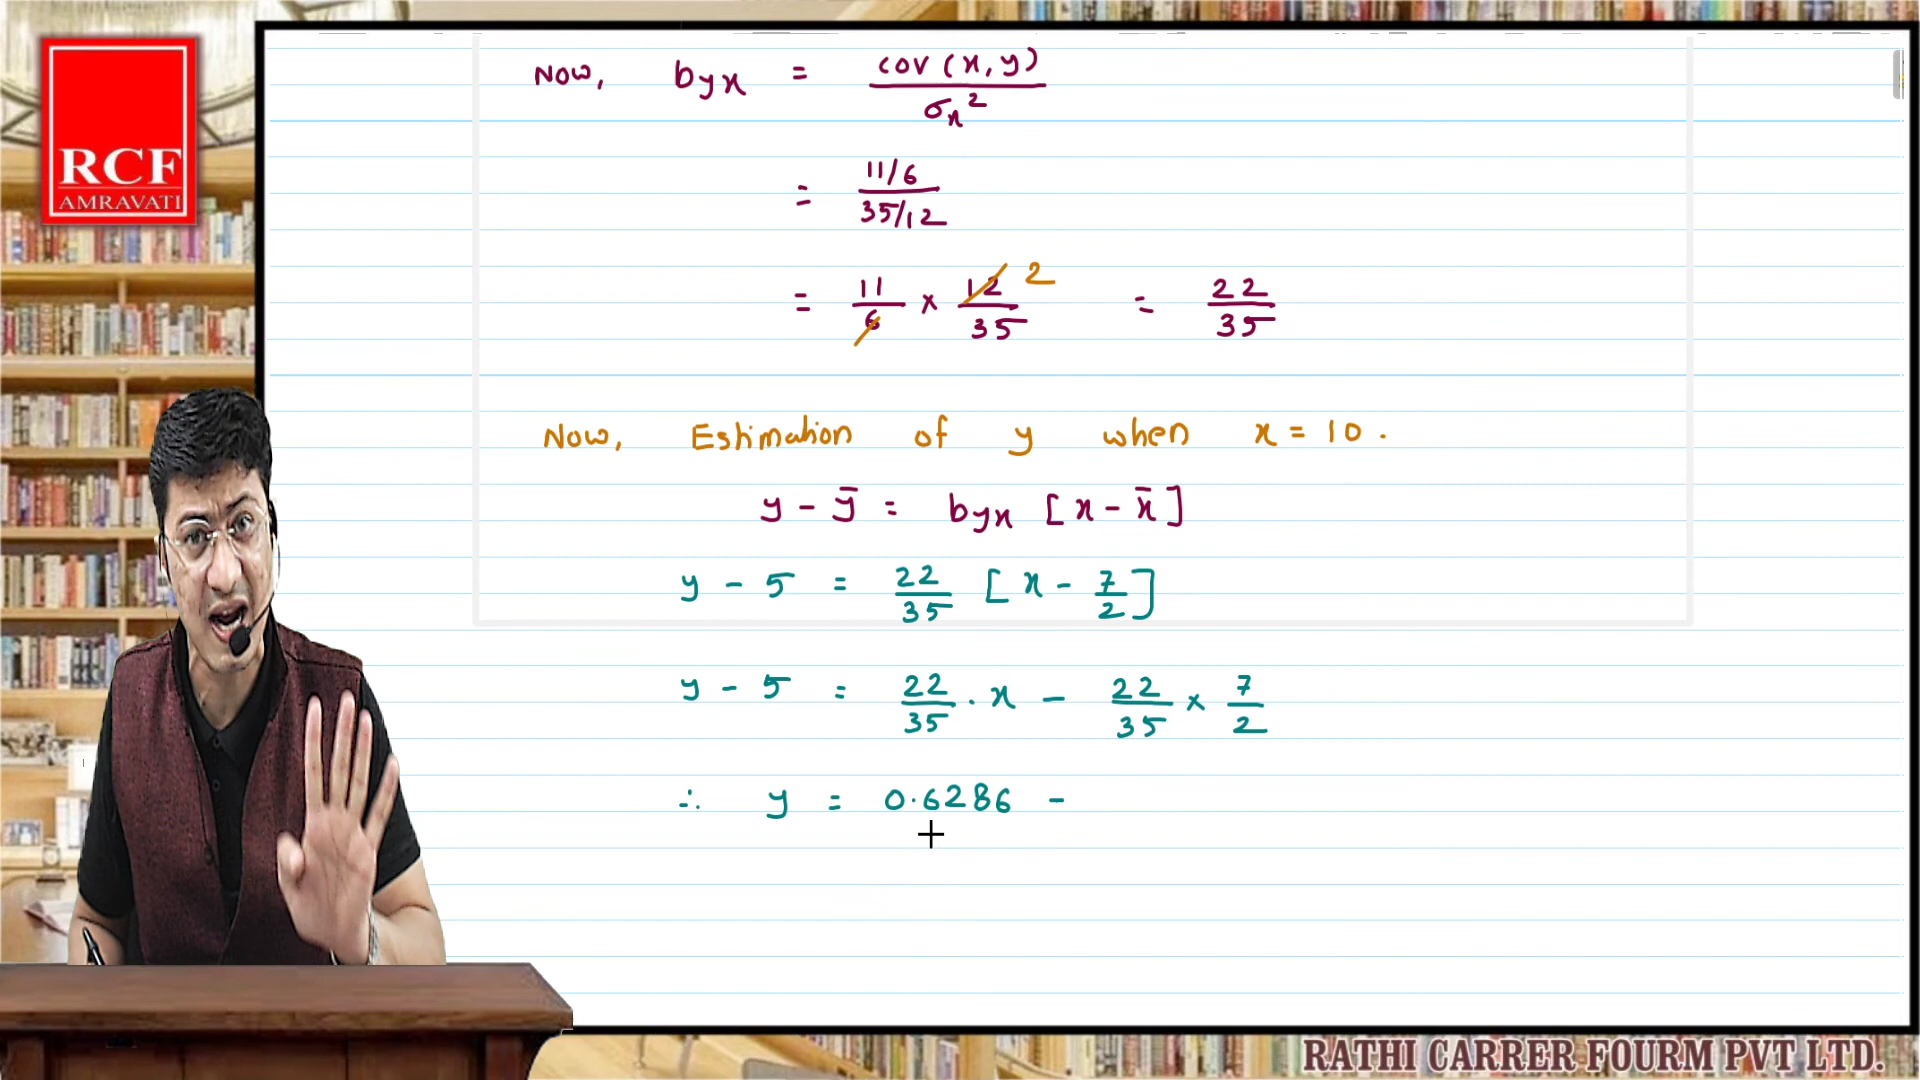 RCF
AMRAVATI
Now, byx = cov (x, y) / σx²
= 11/6 / 35/12
= 11/6 × 12/35 2 = 22/35
Now, Estimation of y when x = 10.
y - ȳ = byx [x - x̄]
y - 5 = 22/35 [x - 7/2]
y - 5 = 22/35 . x - 22/35 × 7/2
∴ y = 0.6286 -
RATHI CARRER FOURM PVT LTD.